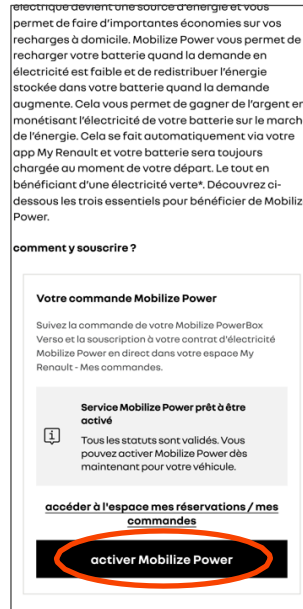 électrique devient une source d'énergie et vous
permet de faire d'importantes économies sur vos
recharges à domicile. Mobilize Power vous permet de
recharger votre batterie quand la demande en
électricité est faible et de redistribuer l'énergie
stockée dans votre batterie quand la demande
augmente. Cela vous permet de gagner de l'argent en
monétisant l'électricité de votre batterie sur le march
de l'énergie. Cela se fait automatiquement via votre
app My Renault et votre batterie sera toujours
chargée au moment de votre départ. Le tout en
bénéficiant d'une électricité verte*. Découvrez ci-
dessous les trois essentiels pour bénéficier de Mobiliz
Power.
comment y souscrire ?
Votre commande Mobilize Power
Suivez la commande de votre Mobilize PowerBox
Verso et la souscription à votre contrat d'électricité
Mobilize Power en direct dans votre espace My
Renault - Mes commandes.
Service Mobilize Power prêt à être
activé
Tous les statuts sont validés. Vous
pouvez activer Mobilize Power dès
maintenant pour votre véhicule.
accéder à l'espace mes réservations / mes
commandes
activer Mobilize Power